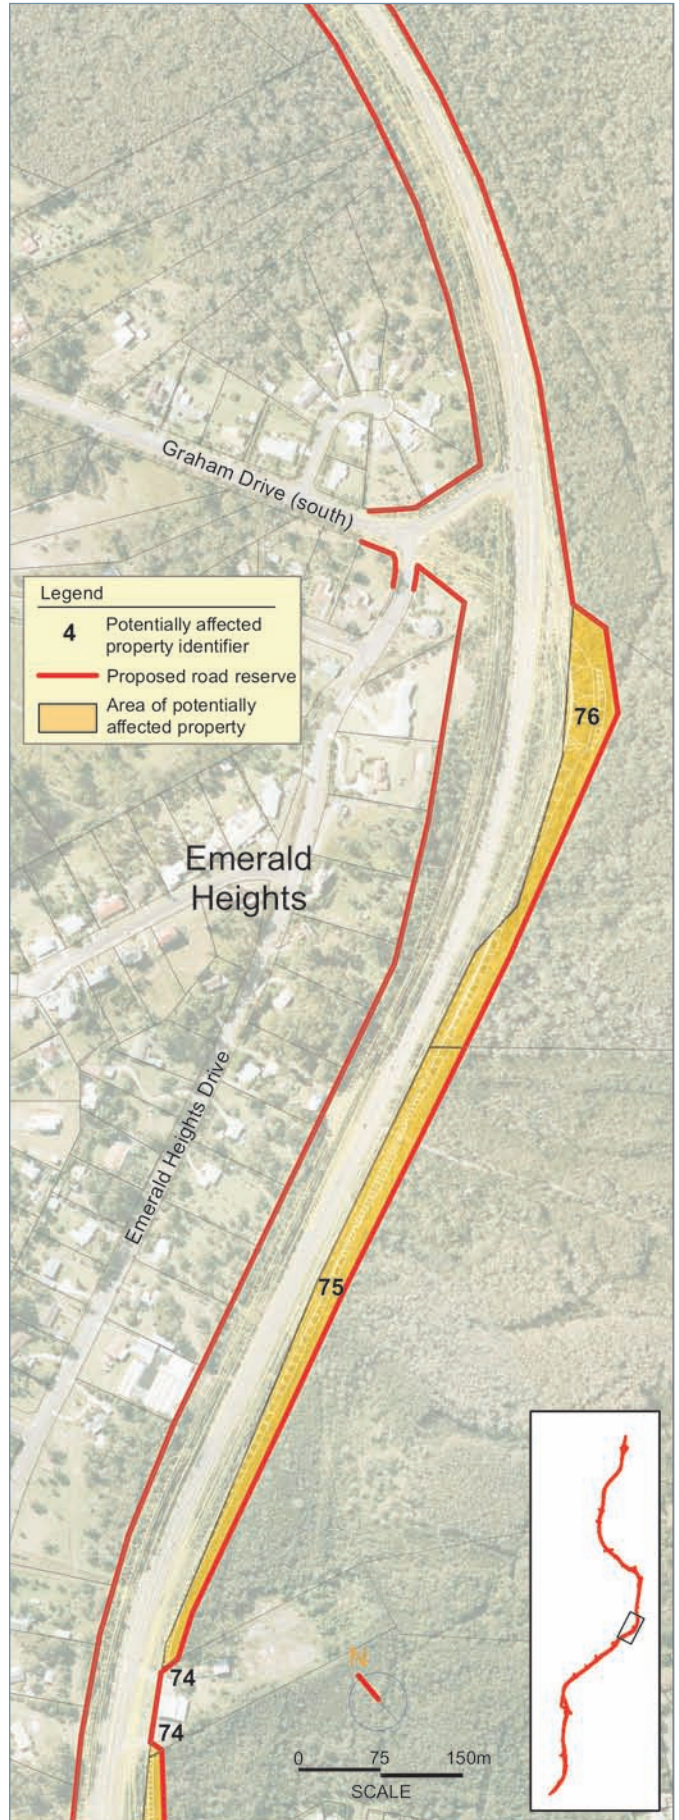 Graham Drive (south)
Legend
4 Potentially affected
property identifier
Proposed road reserve
Area of potentially
affected property
76
Emerald
Heights
Emerald Heights Drive
75
74
74
N
0 75 150m
SCALE